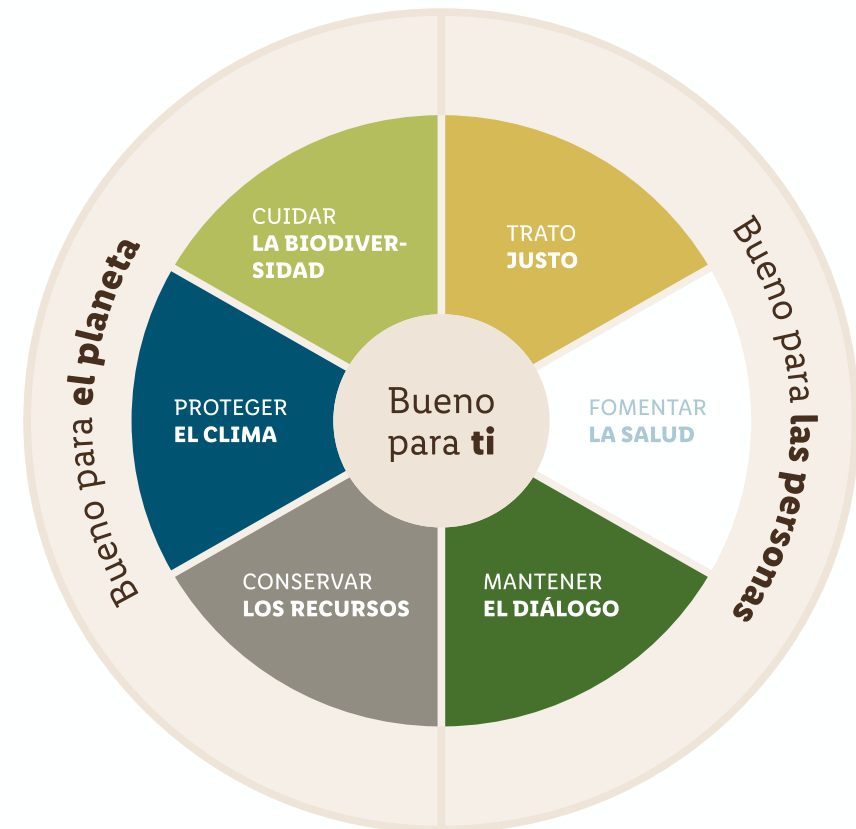 Bueno para el planeta
CUIDAR
LA BIODIVER-
SIDAD
TRATO
JUSTO
PROTEGER
EL CLIMA
Bueno
para ti
FOMENTAR
LA SALUD
CONSERVAR
LOS RECURSOS
MANTENER
EL DIÁLOGO
Bueno para las personas